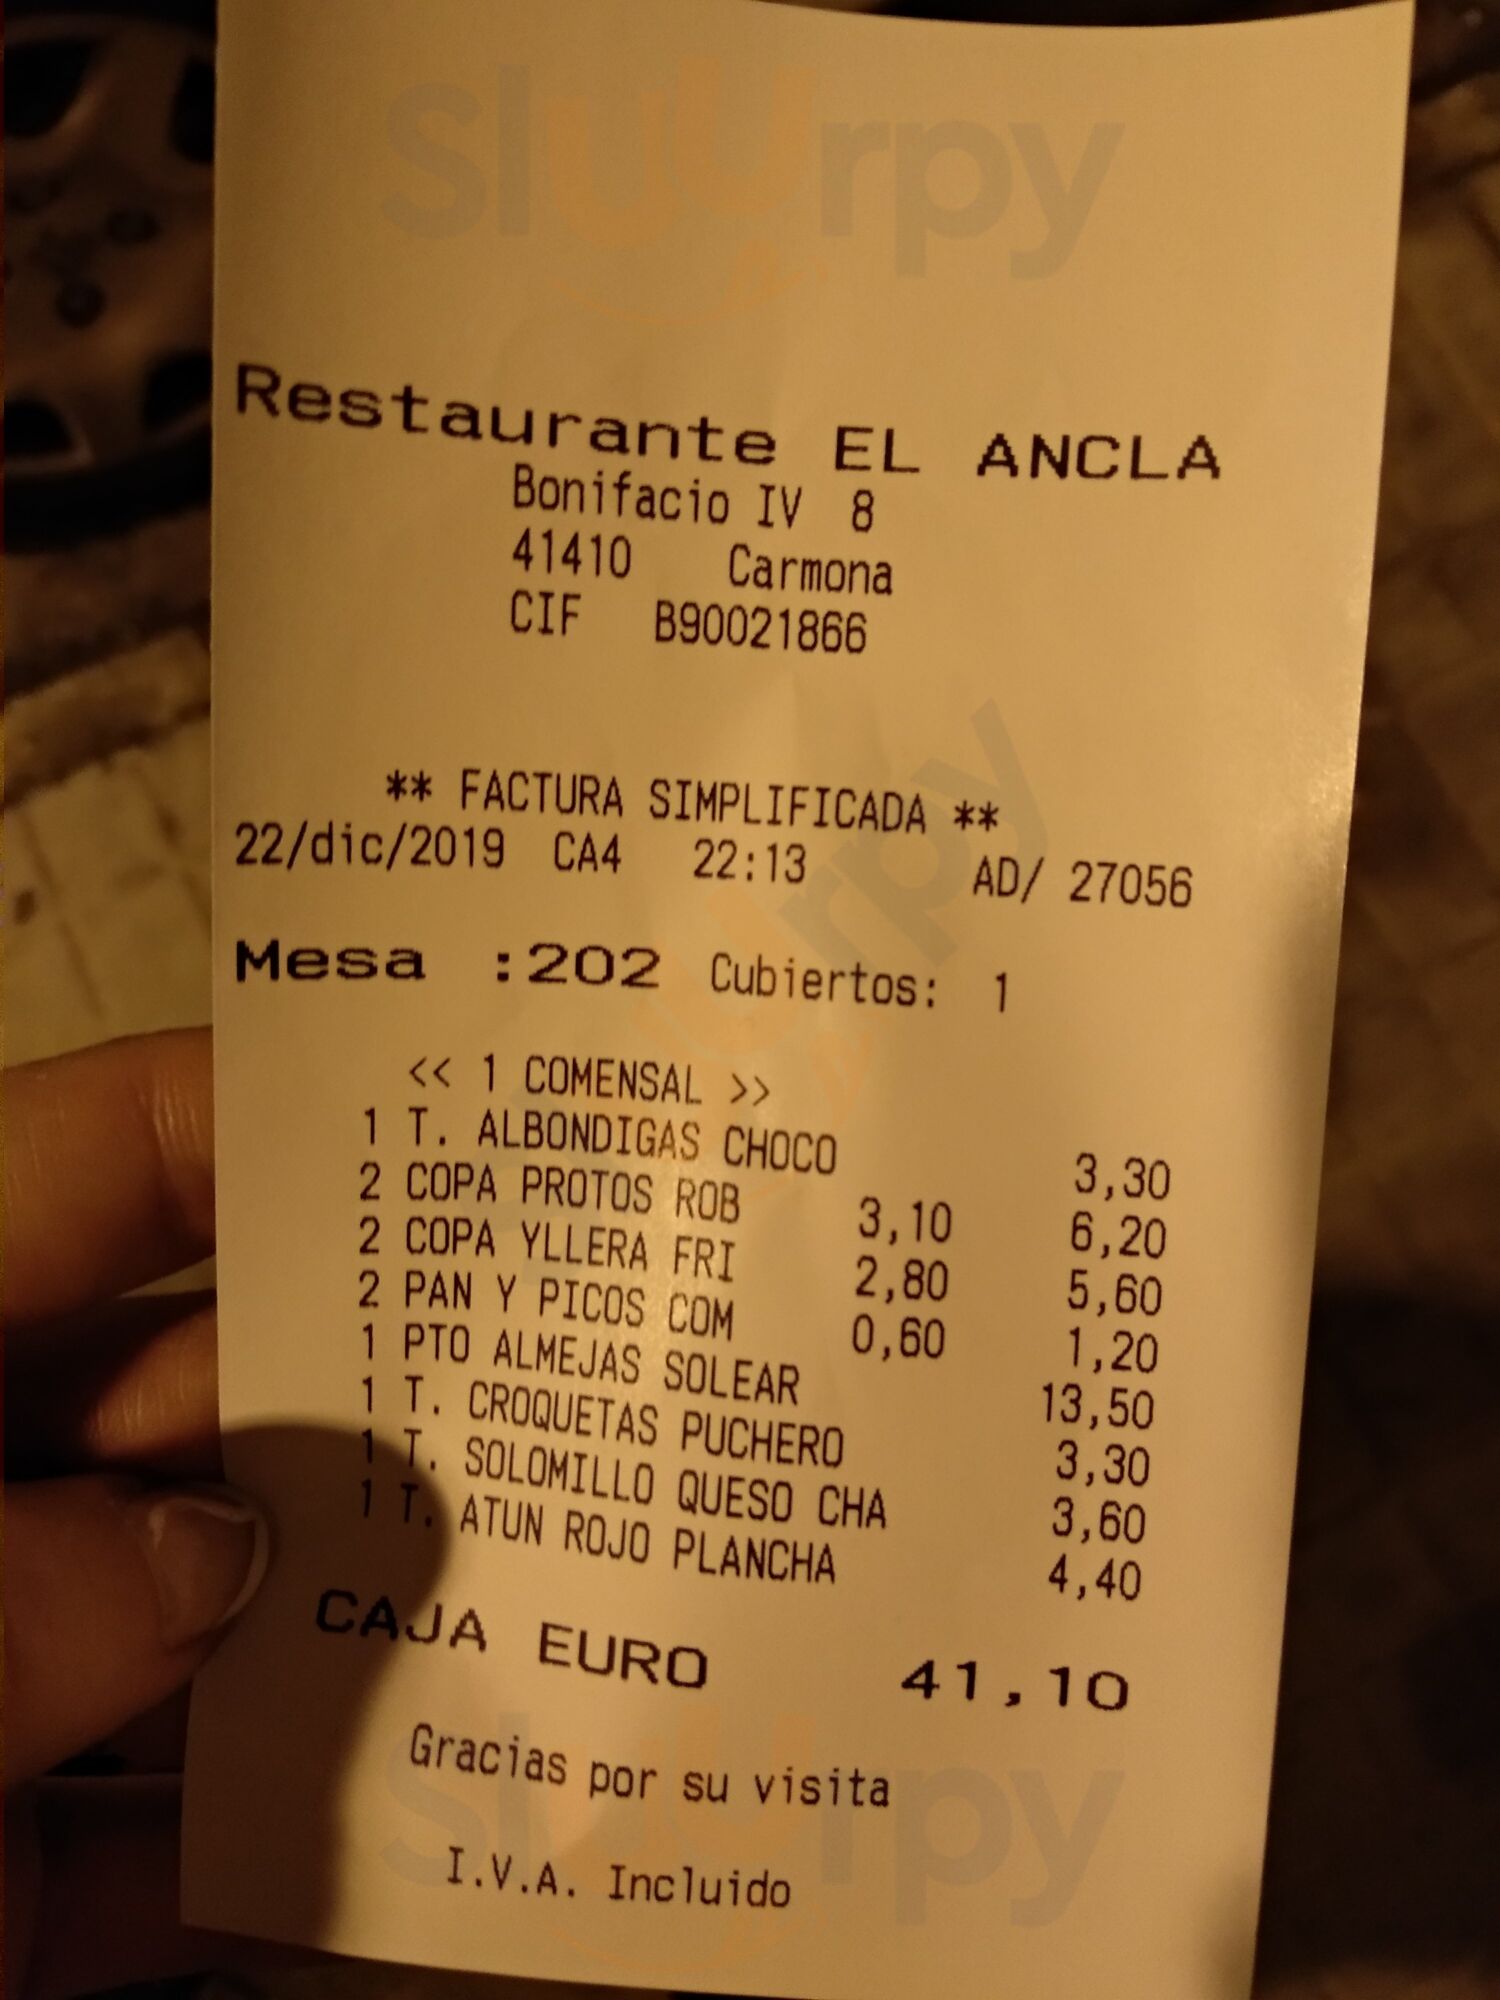 Sluurpy
Restaurante EL ANCLA
Bonifacio IV 8
41410 Carmona
CIF B90021866
** FACTURA SIMPLIFICADA **
22/dic/2019 CA4 22:13 AD/ 27056
Mesa :202 Cubiertos: 1
<< 1 COMENSAL >>
1 T. ALBONDIGAS CHOCO 3,30
2 COPA PROTOS ROB 3,10 6,20
2 COPA YLLERA FRI 2,80 5,60
2 PAN Y PICOS COM 0,60 1,20
1 PTO ALMEJAS SOLEAR 13,50
1 T. CROQUETAS PUCHERO 3,30
1 T. SOLOMILLO QUESO CHA 3,60
1 T. ATUN ROJO PLANCHA 4,40
CAJA EURO 41,10
Gracias por su visita
I.V.A. Incluido
Sluurpy
Sluurpy